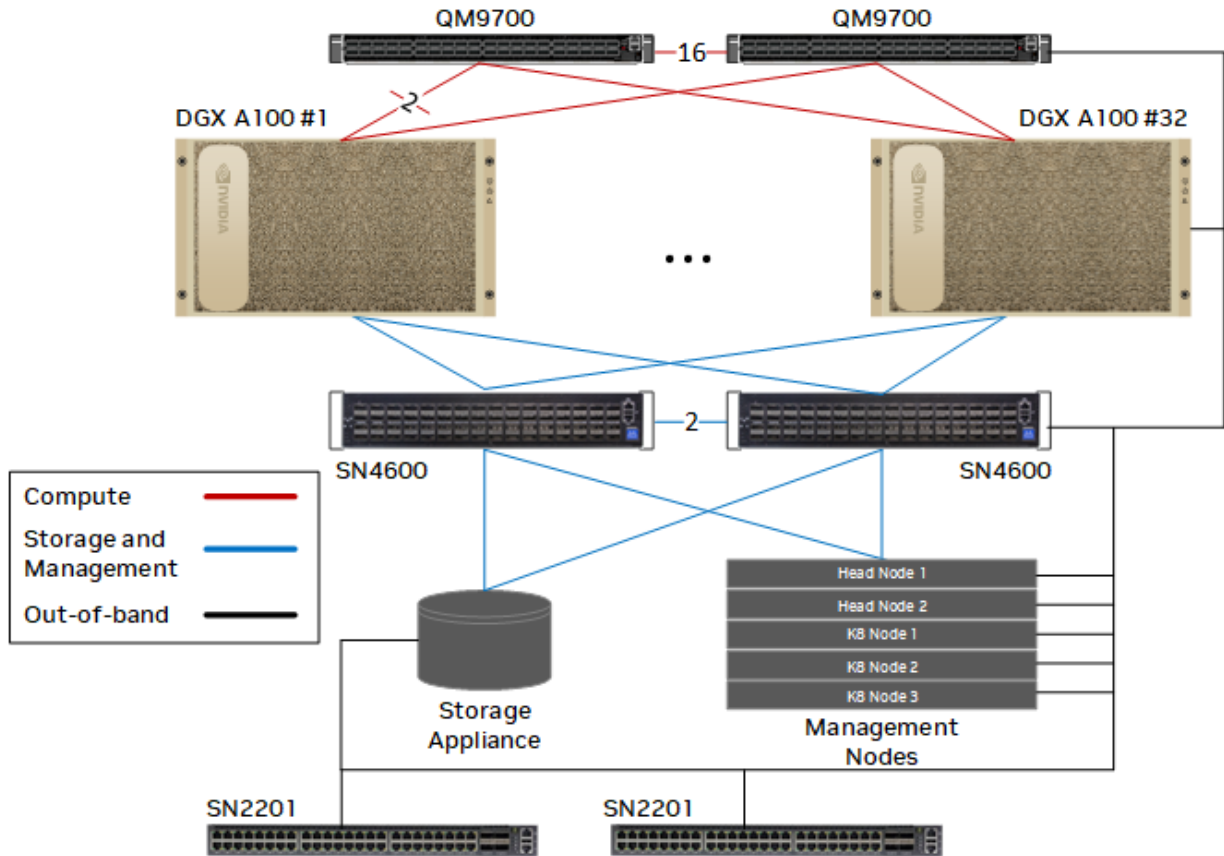 QM9700
QM9700
16
2
DGX A100 #1
DGX A100 #32
NVIDIA
NVIDIA
...
2
SN4600
SN4600
Compute
Storage and
Management
Out-of-band
Head Node 1
Head Node 2
K8 Node 1
K8 Node 2
K8 Node 3
Storage
Appliance
Management
Nodes
SN2201
SN2201